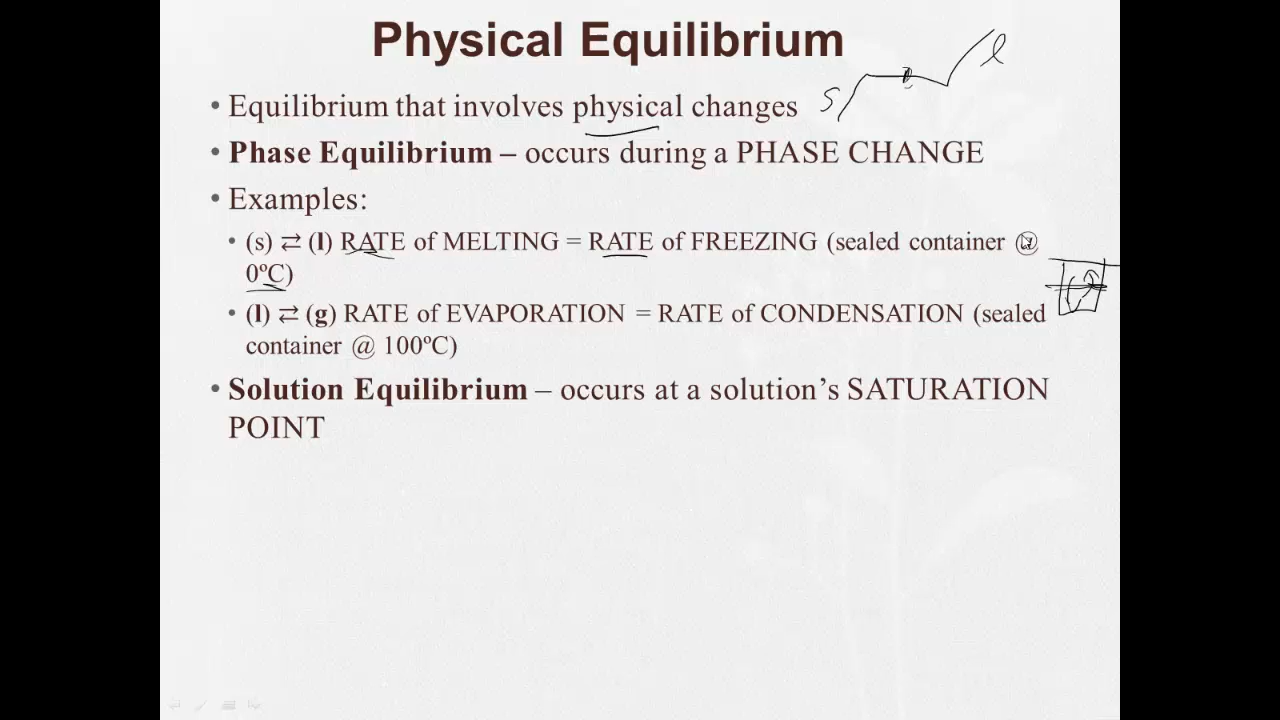 Physical Equilibrium
• Equilibrium that involves physical changes
s
l
• Phase Equilibrium – occurs during a PHASE CHANGE
• Examples:
• (s) ⇄ (l) RATE of MELTING = RATE of FREEZING (sealed container @
0ºC)
• (l) ⇄ (g) RATE of EVAPORATION = RATE of CONDENSATION (sealed
container @ 100ºC)
• Solution Equilibrium – occurs at a solution’s SATURATION
POINT